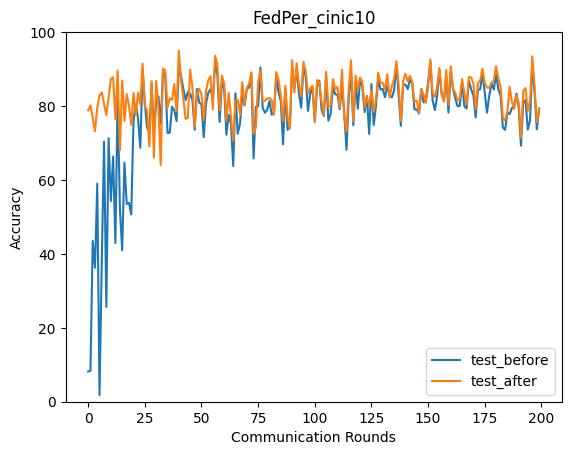 FedPer_cinic10
100
80
60
40
20
0
Accuracy
0 25 50 75 100 125 150 175 200
Communication Rounds
test_before
test_after